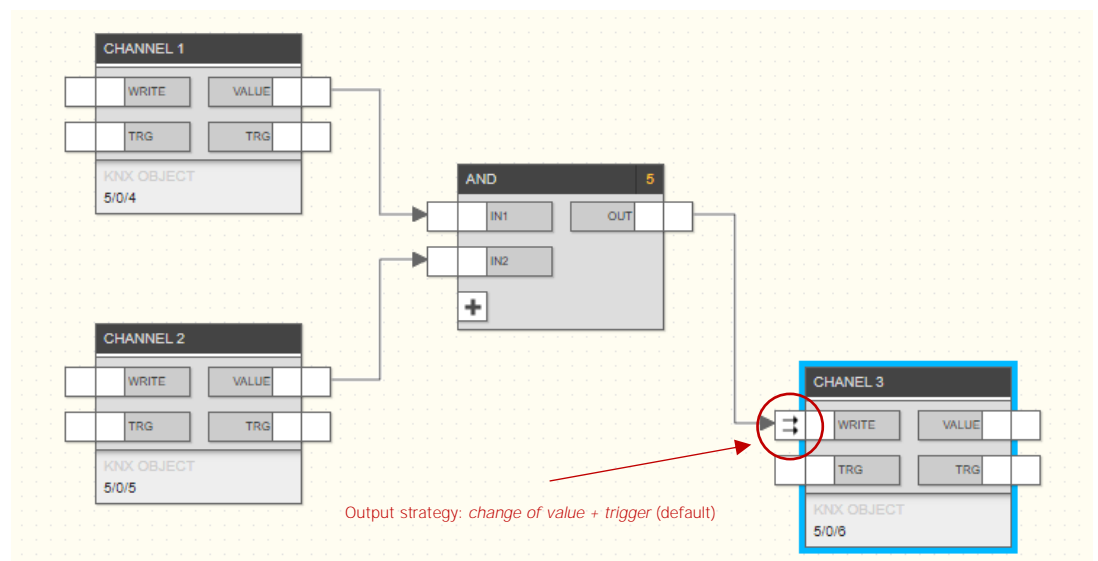 CHANNEL 1
WRITE VALUE
TRG TRG
KNX OBJECT
5/0/4
AND 5
IN1 OUT
IN2
CHANNEL 2
WRITE VALUE
TRG TRG
KNX OBJECT
5/0/5
CHANEL 3
WRITE VALUE
TRG TRG
KNX OBJECT
5/0/6
Output strategy: change of value + trigger (default)